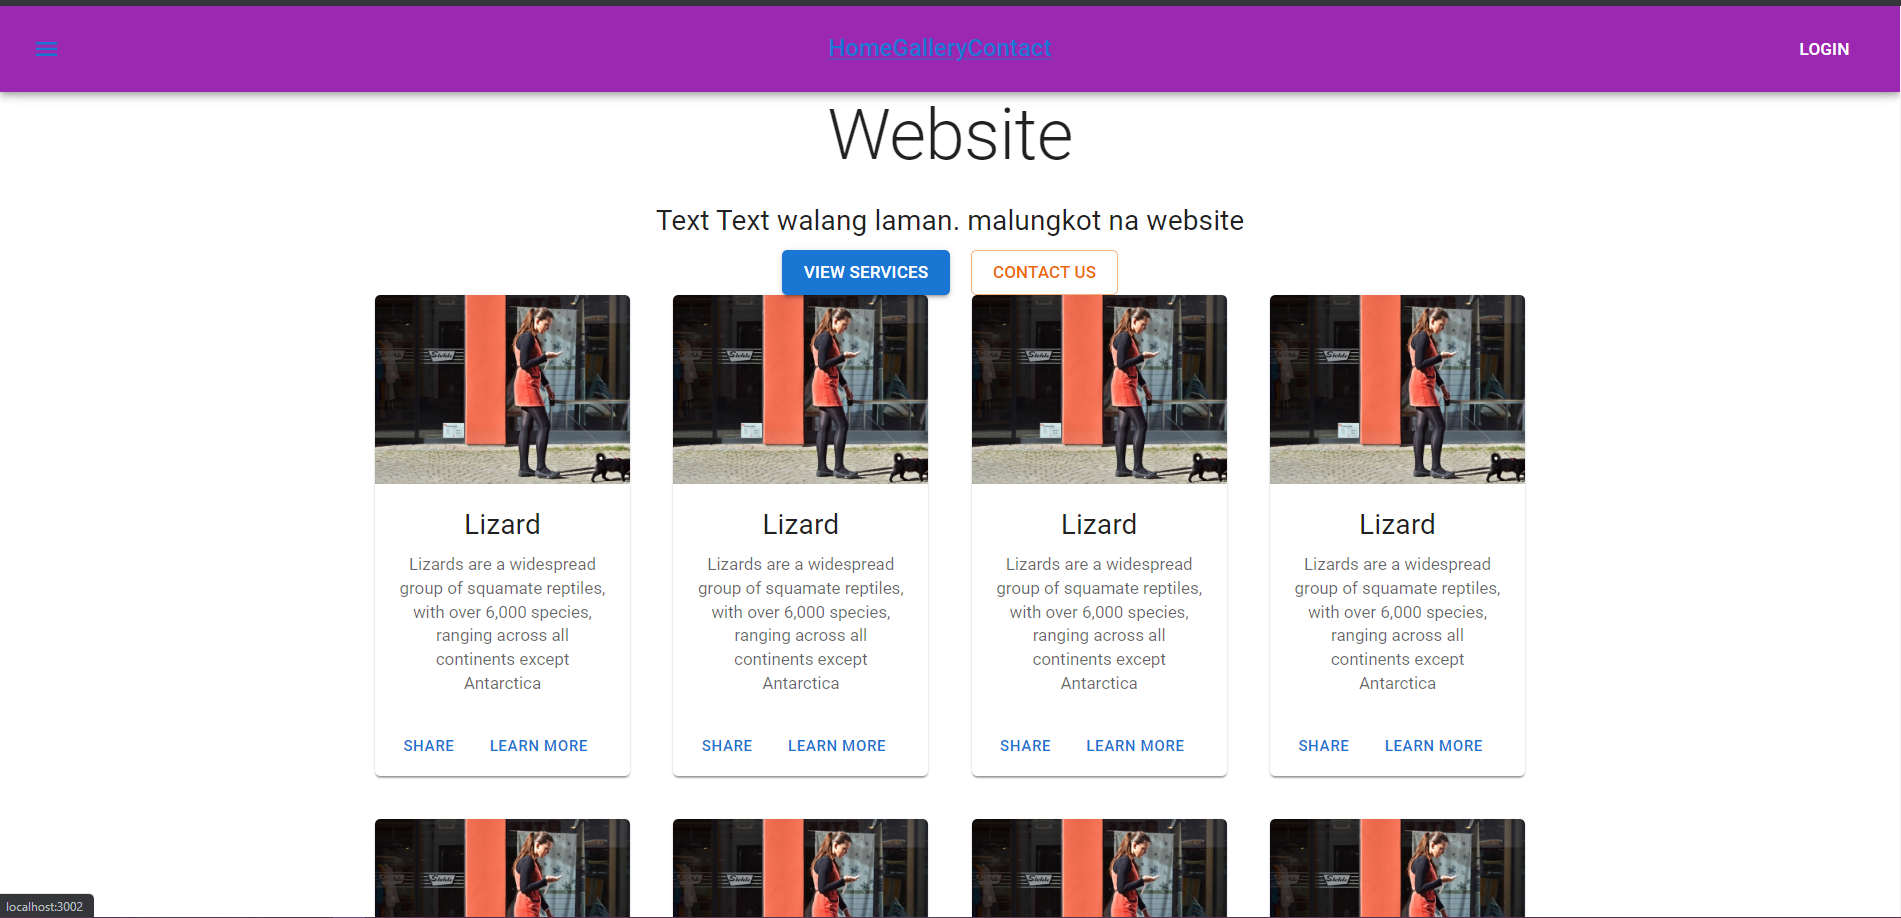 HomeGalleryContact
LOGIN
Website
Text Text walang laman. malungkot na website
VIEW SERVICES
CONTACT US
Lizard
Lizards are a widespread
group of squamate reptiles,
with over 6,000 species,
ranging across all
continents except
Antarctica
SHARE
LEARN MORE
Lizard
Lizards are a widespread
group of squamate reptiles,
with over 6,000 species,
ranging across all
continents except
Antarctica
SHARE
LEARN MORE
Lizard
Lizards are a widespread
group of squamate reptiles,
with over 6,000 species,
ranging across all
continents except
Antarctica
SHARE
LEARN MORE
Lizard
Lizards are a widespread
group of squamate reptiles,
with over 6,000 species,
ranging across all
continents except
Antarctica
SHARE
LEARN MORE
localhost:3002